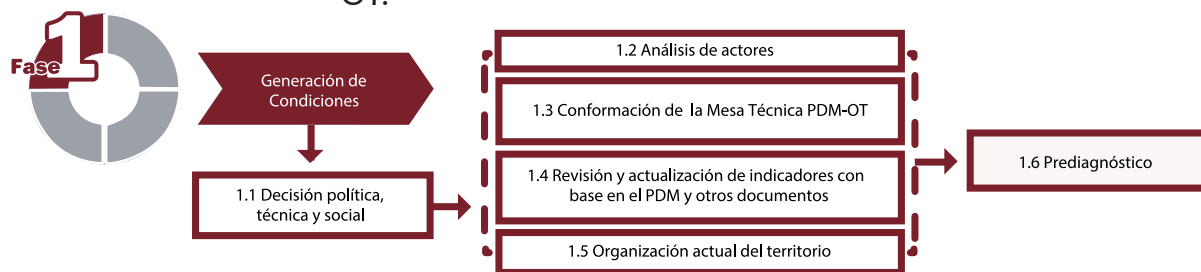 OT.
Fase 1
Generación de
Condiciones
1.1 Decisión política,
técnica y social
1.2 Análisis de actores
1.3 Conformación de la Mesa Técnica PDM-OT
1.4 Revisión y actualización de indicadores con
base en el PDM y otros documentos
1.5 Organización actual del territorio
1.6 Prediagnóstico